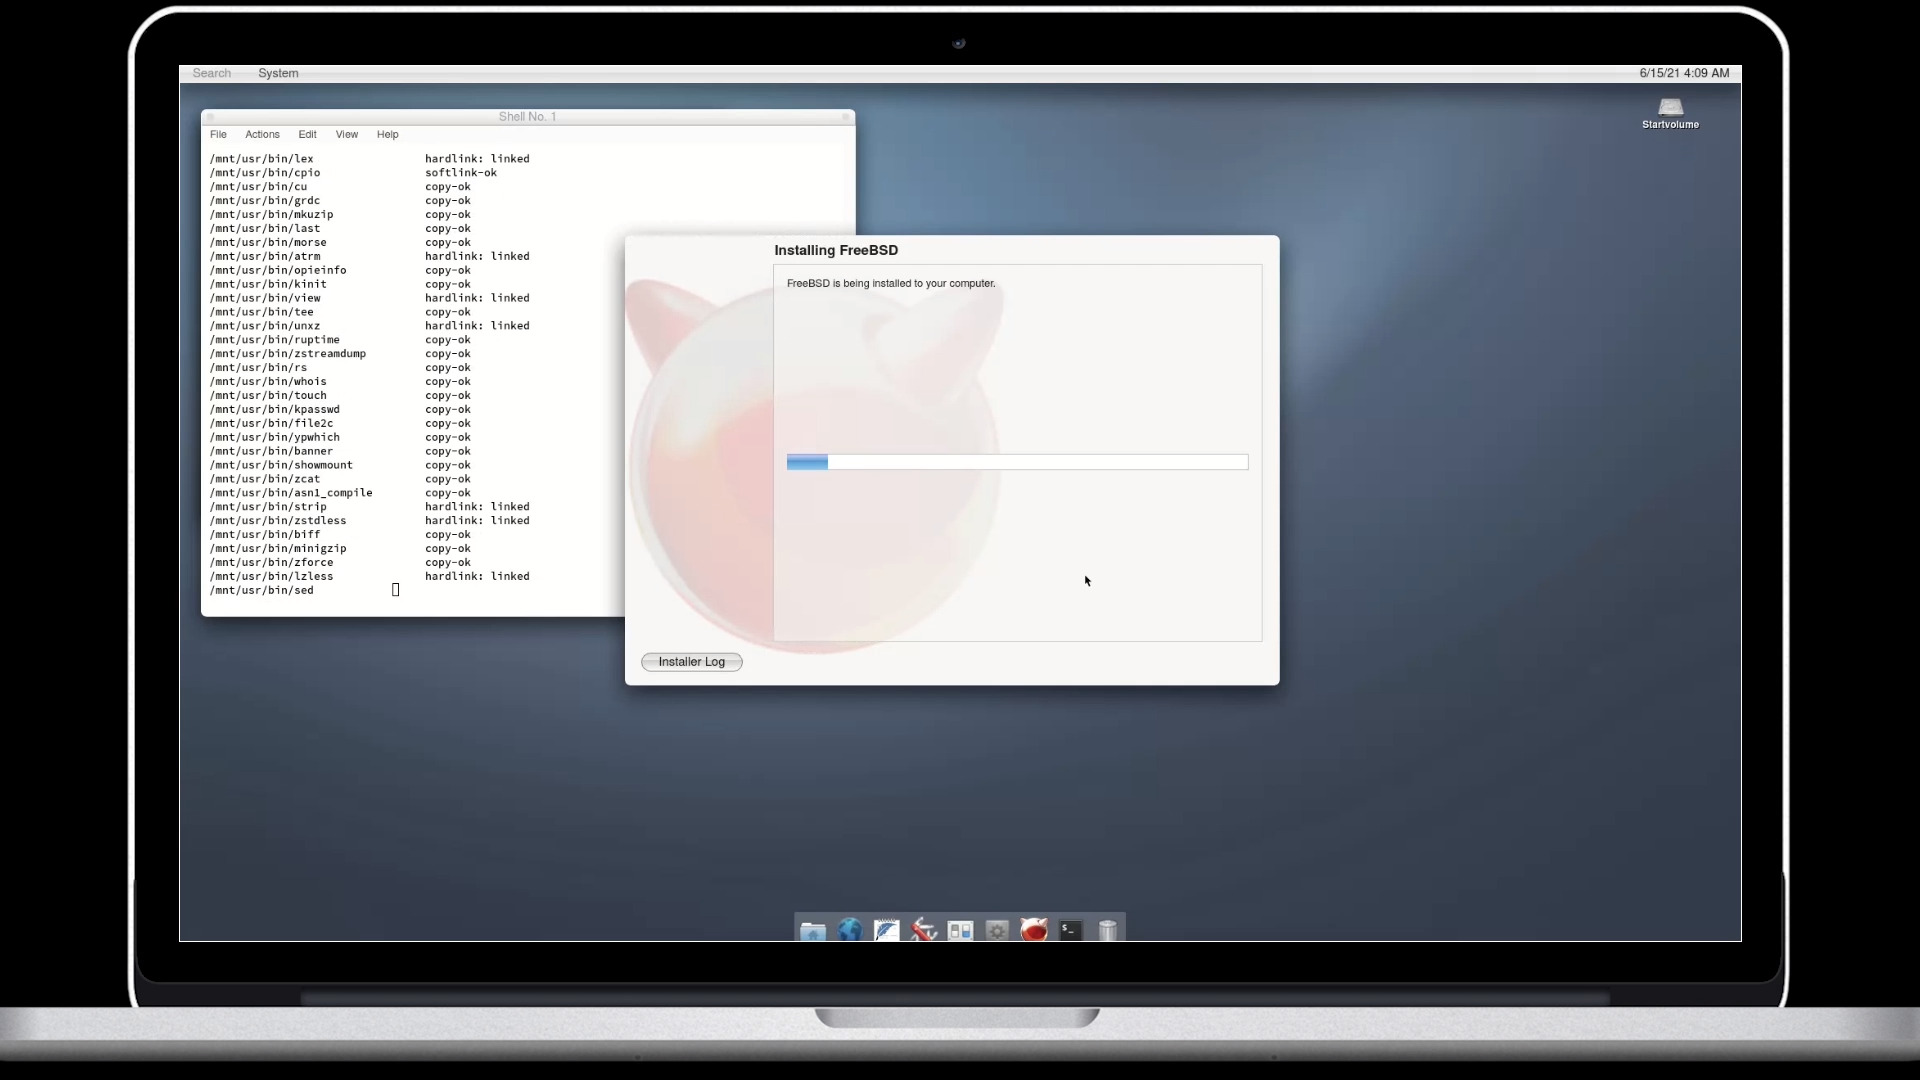 Search System 6/15/21 4:09 AM
Startvolume
Shell No. 1
File Actions Edit View Help
/mnt/usr/bin/lex hardlink: linked
/mnt/usr/bin/cpio softlink-ok
/mnt/usr/bin/cu copy-ok
/mnt/usr/bin/grdc copy-ok
/mnt/usr/bin/mkuzip copy-ok
/mnt/usr/bin/last copy-ok
/mnt/usr/bin/morse copy-ok
/mnt/usr/bin/atrm hardlink: linked
/mnt/usr/bin/opieinfo copy-ok
/mnt/usr/bin/kinit copy-ok
/mnt/usr/bin/view hardlink: linked
/mnt/usr/bin/tee copy-ok
/mnt/usr/bin/unxz hardlink: linked
/mnt/usr/bin/ruptime copy-ok
/mnt/usr/bin/zstreamdump copy-ok
/mnt/usr/bin/rs copy-ok
/mnt/usr/bin/whois copy-ok
/mnt/usr/bin/touch copy-ok
/mnt/usr/bin/kpasswd copy-ok
/mnt/usr/bin/file2c copy-ok
/mnt/usr/bin/ypwhich copy-ok
/mnt/usr/bin/banner copy-ok
/mnt/usr/bin/showmount copy-ok
/mnt/usr/bin/zcat copy-ok
/mnt/usr/bin/asn1_compile copy-ok
/mnt/usr/bin/strip hardlink: linked
/mnt/usr/bin/zstdless hardlink: linked
/mnt/usr/bin/biff copy-ok
/mnt/usr/bin/minigzip copy-ok
/mnt/usr/bin/zforce copy-ok
/mnt/usr/bin/lzless hardlink: linked
/mnt/usr/bin/sed
Installing FreeBSD
FreeBSD is being installed to your computer.
Installer Log
$_